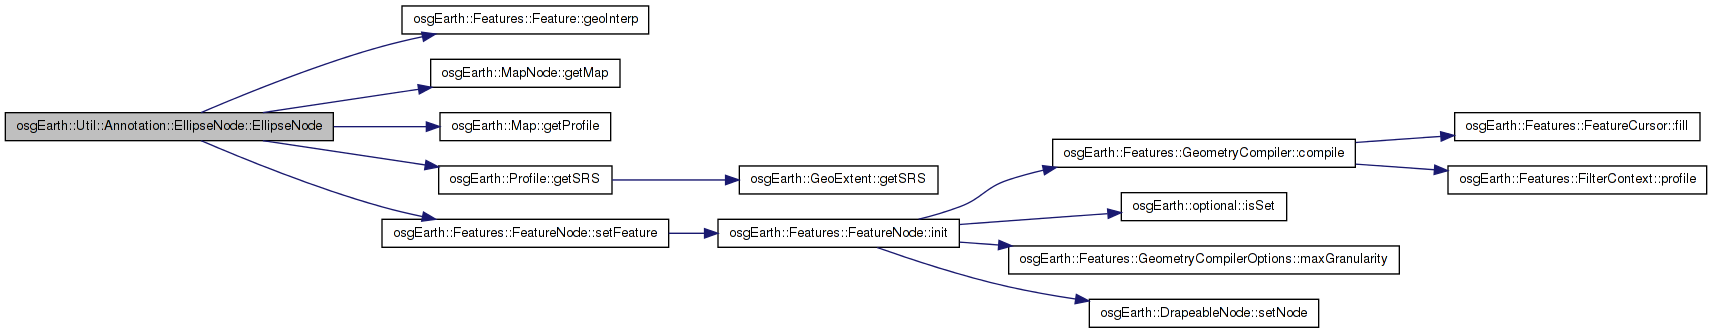 osgEarth::Features::Feature::geoInterp
osgEarth::MapNode::getMap
osgEarth::Util::Annotation::EllipseNode::EllipseNode
osgEarth::Map::getProfile
osgEarth::Profile::getSRS
osgEarth::GeoExtent::getSRS
osgEarth::Features::FeatureNode::setFeature
osgEarth::Features::FeatureNode::init
osgEarth::Features::GeometryCompiler::compile
osgEarth::Features::FeatureCursor::fill
osgEarth::Features::FilterContext::profile
osgEarth::optional::isSet
osgEarth::Features::GeometryCompilerOptions::maxGranularity
osgEarth::DrapeableNode::setNode